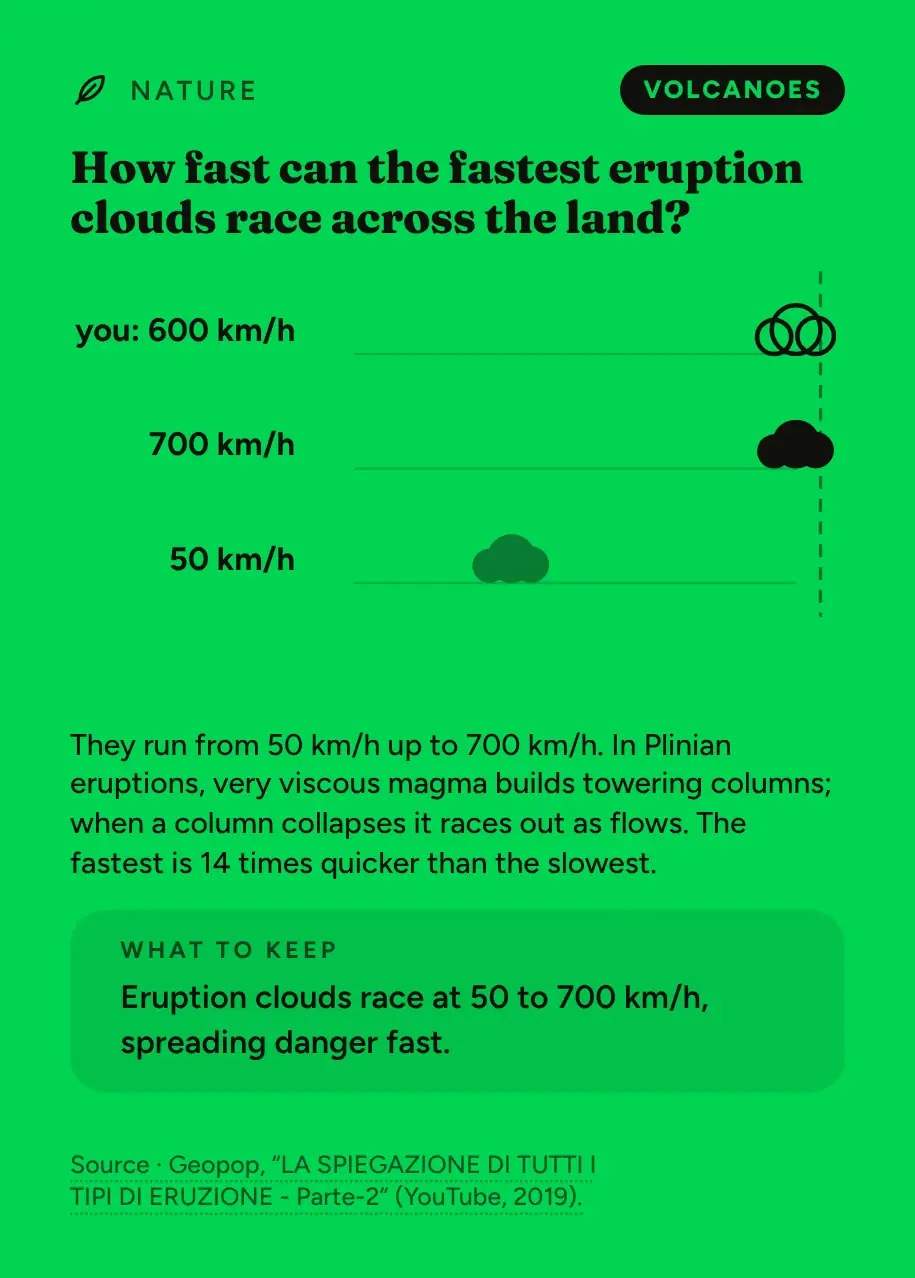 NATURE
VOLCANOES
How fast can the fastest eruption
clouds race across the land?
you: 600 km/h
700 km/h
50 km/h
They run from 50 km/h up to 700 km/h. In Plinian
eruptions, very viscous magma builds towering columns;
when a column collapses it races out as flows. The
fastest is 14 times quicker than the slowest.
WHAT TO KEEP
Eruption clouds race at 50 to 700 km/h,
spreading danger fast.
Source · Geopop, “LA SPIEGAZIONE DI TUTTI I
TIPI DI ERUZIONE - Parte-2” (YouTube, 2019).